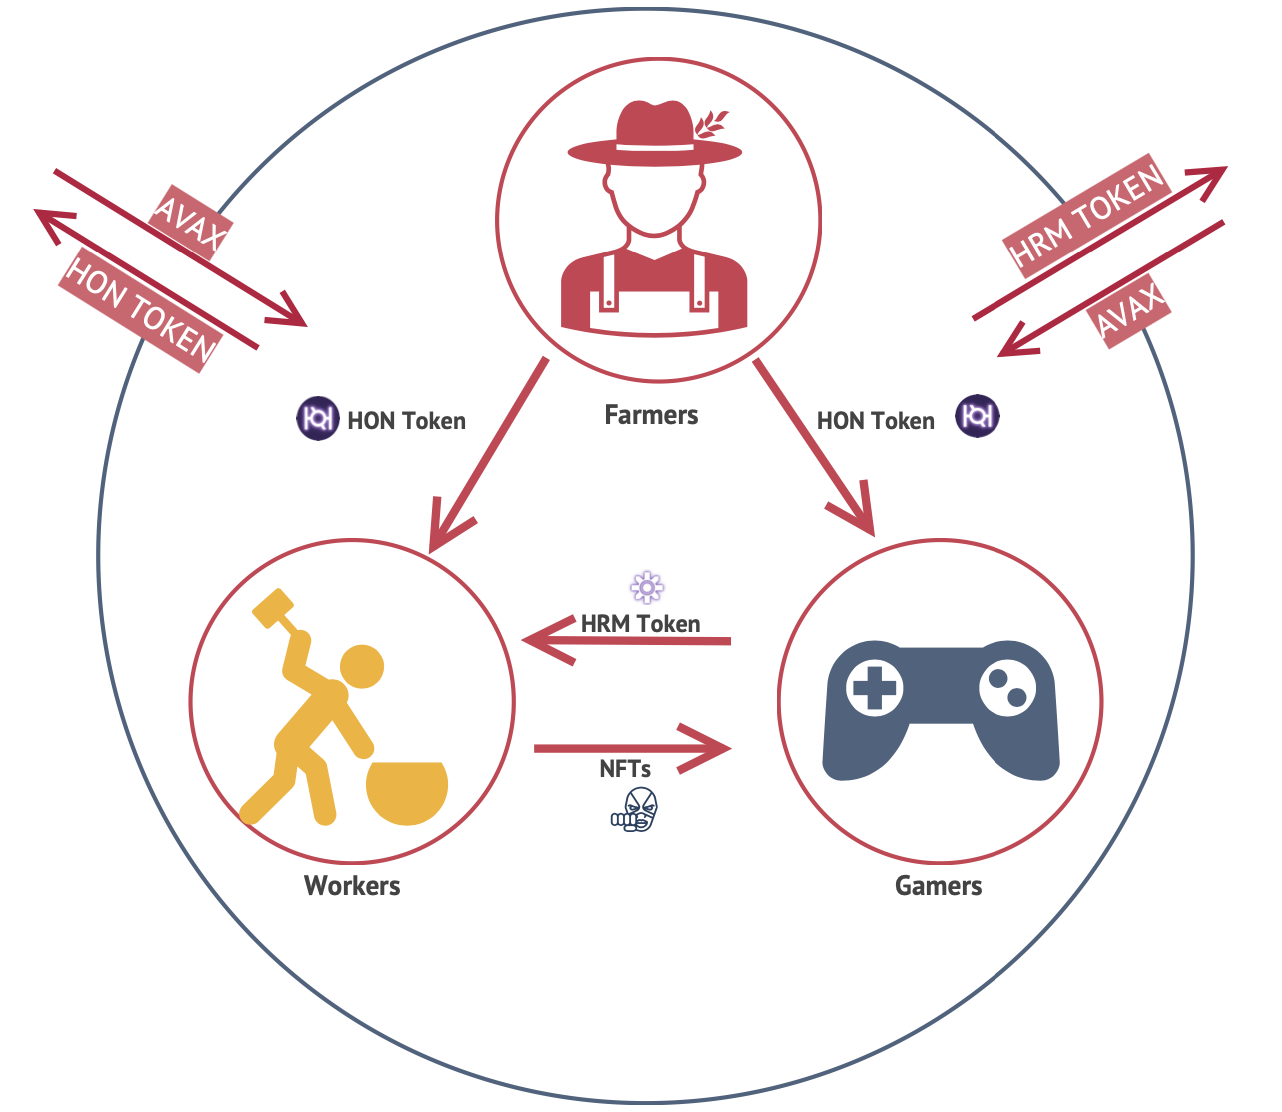 AVAX
HON TOKEN
HRM TOKEN
AVAX
Farmers
HON Token
HON Token
HRM Token
NFTs
Workers
Gamers